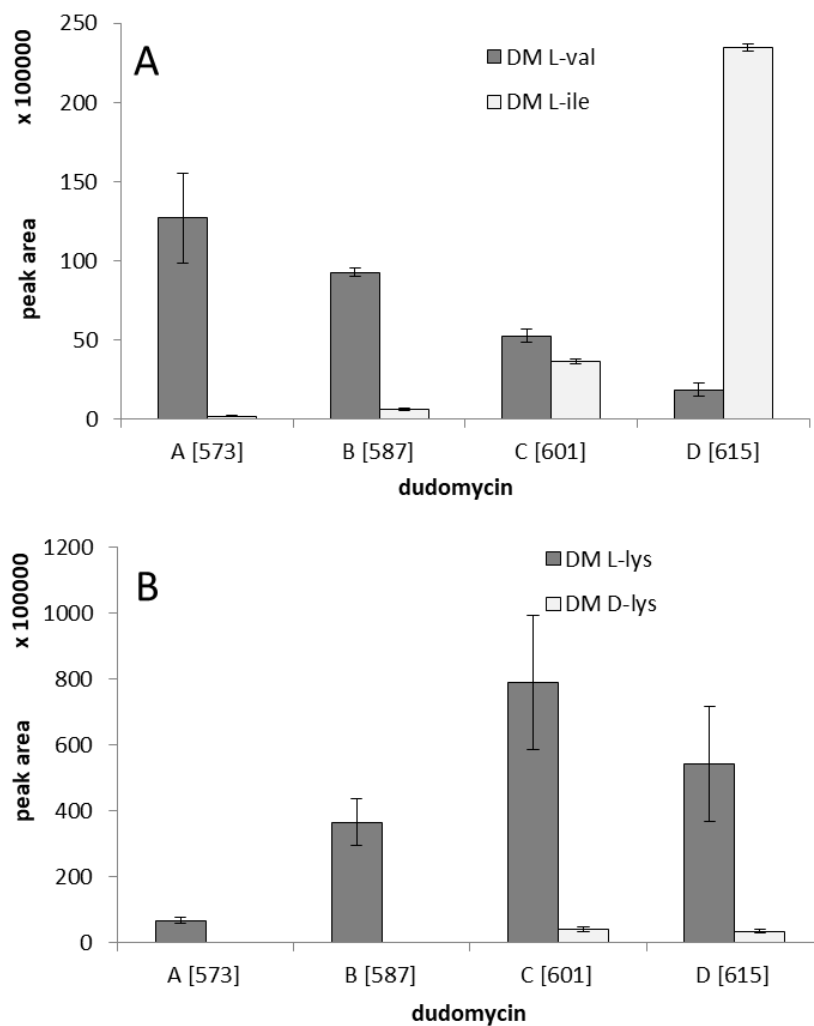 A
x 100000
peak area
250
200
150
100
50
0
DM L-val
DM L-ile
A [573]
B [587]
C [601]
D [615]
dudomycin
B
x 100000
peak area
1200
1000
800
600
400
200
0
DM L-lys
DM D-lys
A [573]
B [587]
C [601]
D [615]
dudomycin